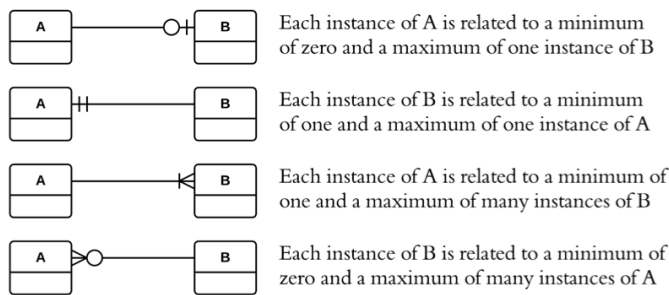 A B Each instance of A is related to a minimum
of zero and a maximum of one instance of B
A B Each instance of B is related to a minimum
of one and a maximum of one instance of A
A B Each instance of A is related to a minimum of
one and a maximum of many instances of B
A B Each instance of B is related to a minimum of
zero and a maximum of many instances of A